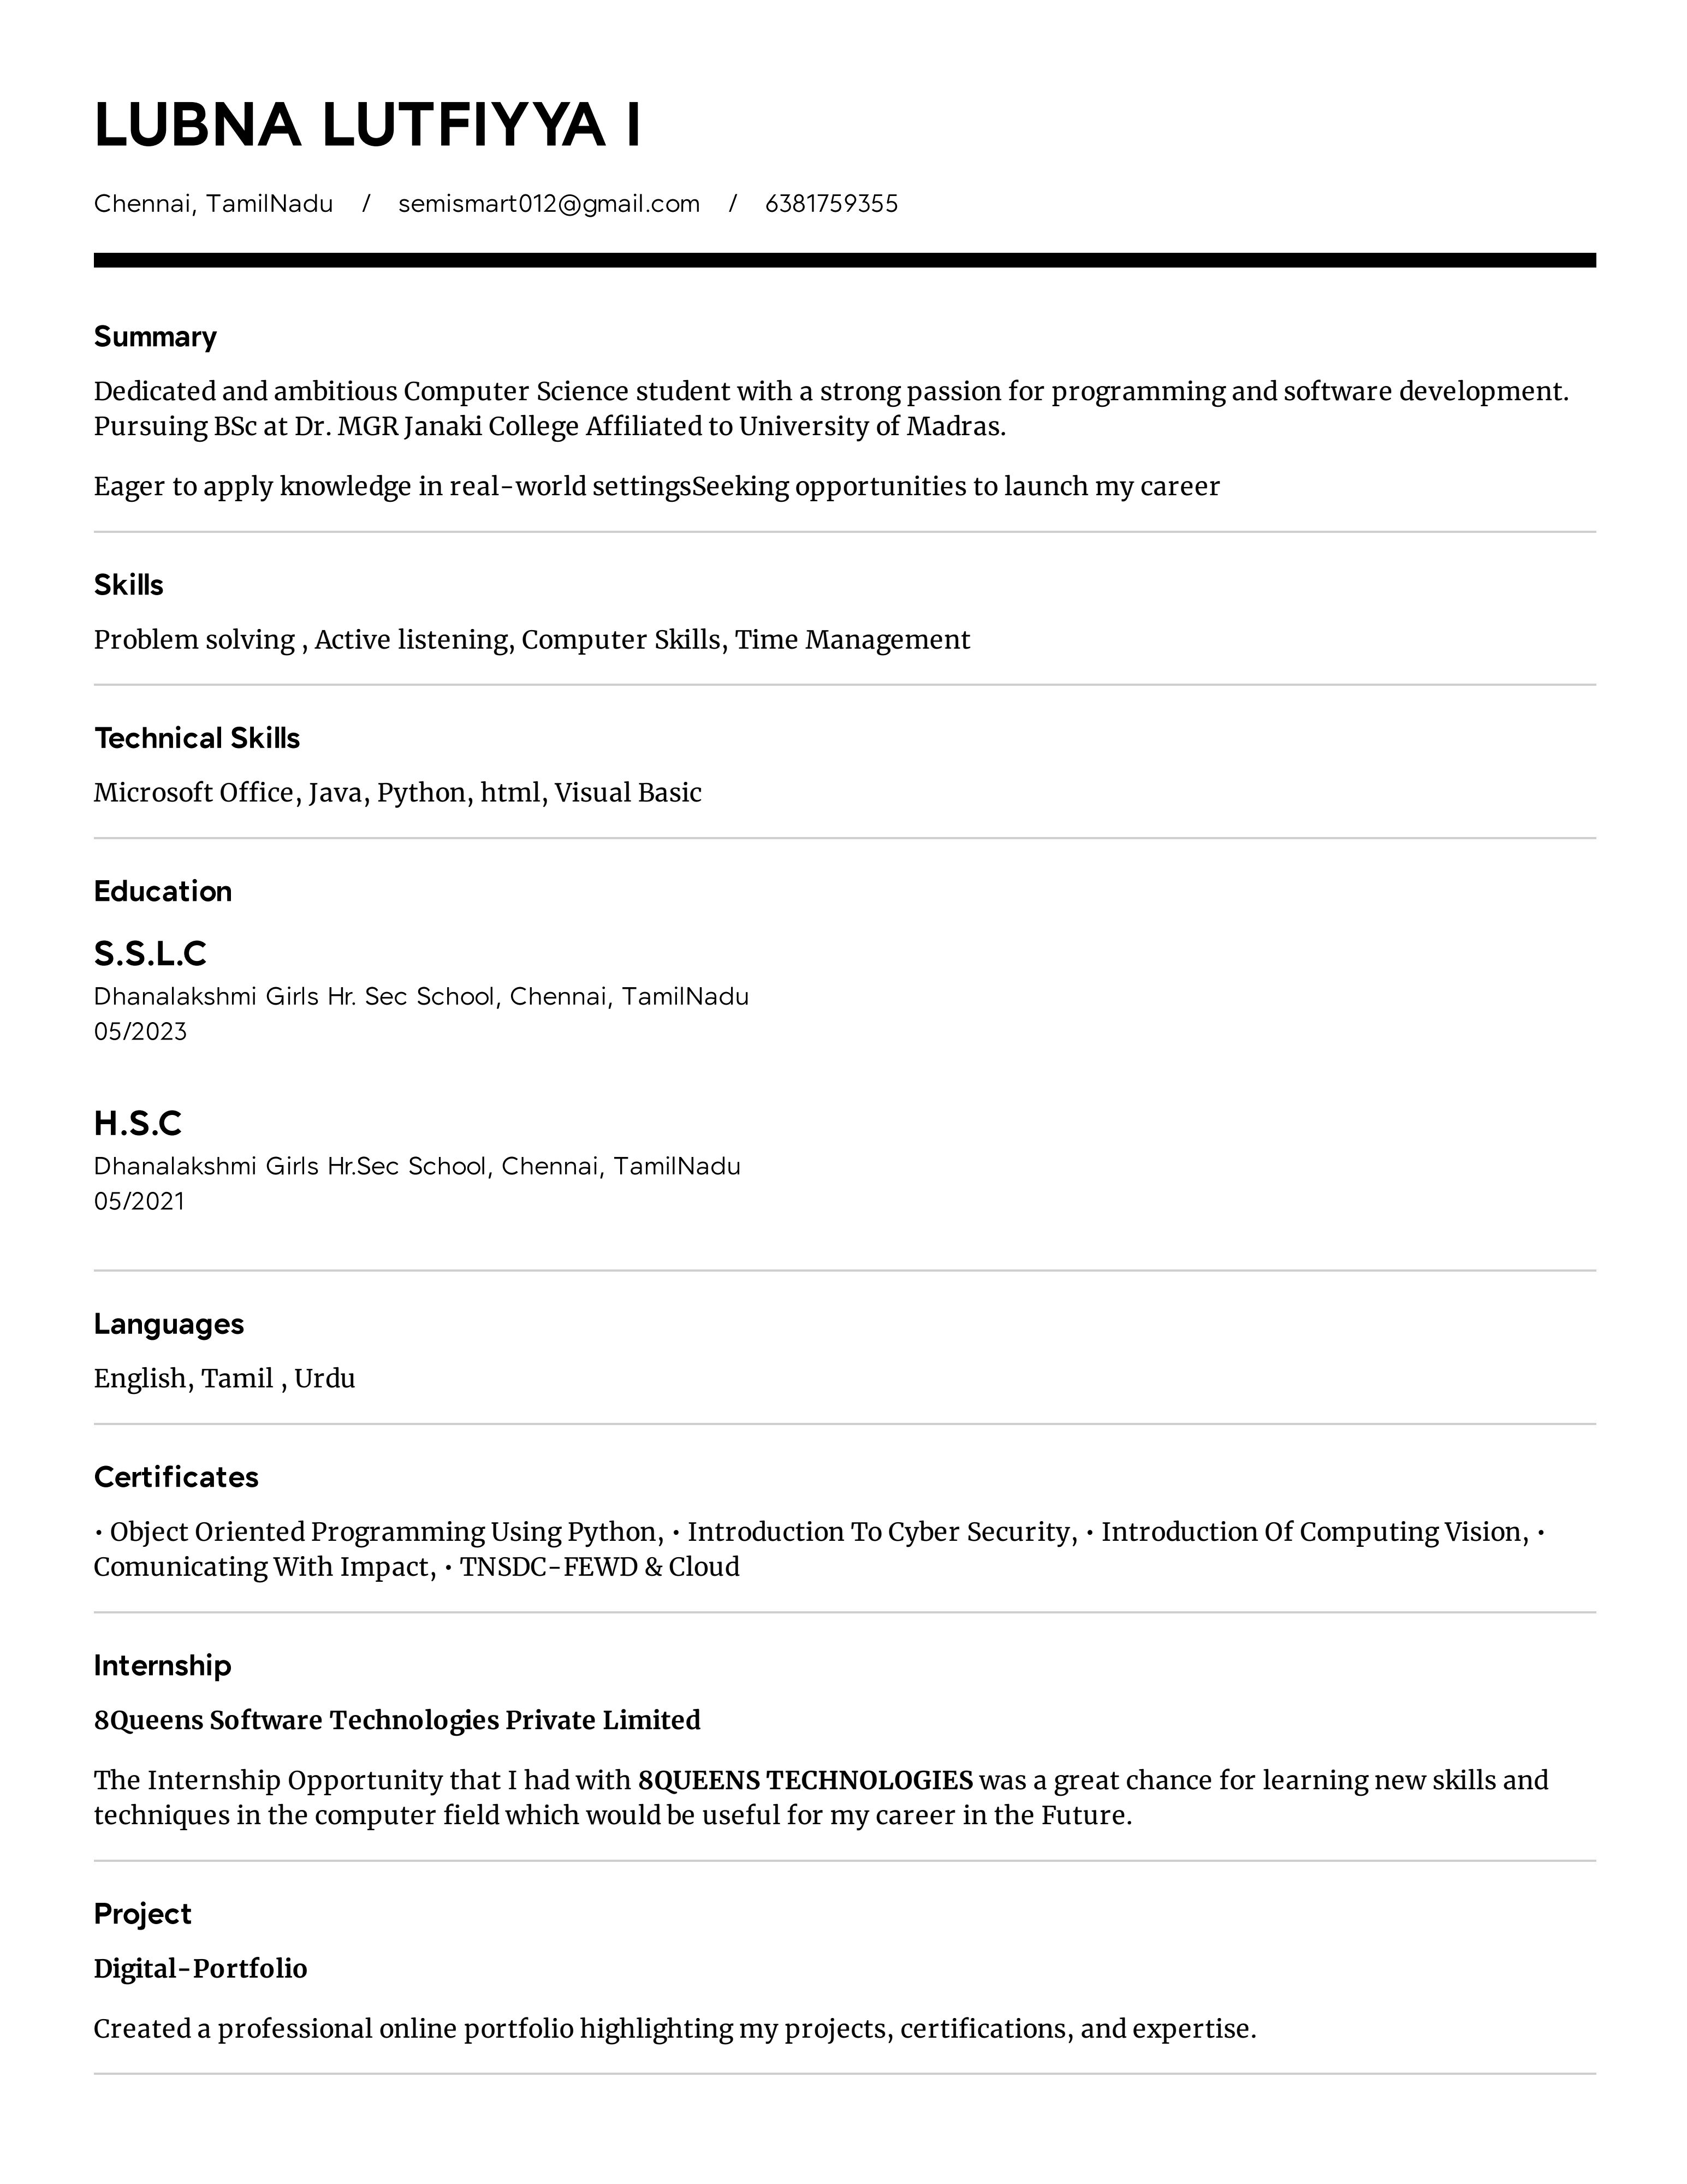 LUBNA LUTFIYYA I
Chennai, TamilNadu / semismart012@gmail.com / 6381759355
Summary
Dedicated and ambitious Computer Science student with a strong passion for programming and software development.
Pursuing BSc at Dr. MGR Janaki College Affiliated to University of Madras.
Eager to apply knowledge in real-world settingsSeeking opportunities to launch my career
Skills
Problem solving , Active listening, Computer Skills, Time Management
Technical Skills
Microsoft Office, Java, Python, html, Visual Basic
Education
S.S.L.C
Dhanalakshmi Girls Hr. Sec School, Chennai, TamilNadu
05/2023
H.S.C
Dhanalakshmi Girls Hr.Sec School, Chennai, TamilNadu
05/2021
Languages
English, Tamil , Urdu
Certificates
• Object Oriented Programming Using Python, • Introduction To Cyber Security, • Introduction Of Computing Vision, •
Comunicating With Impact, • TNSDC-FEWD & Cloud
Internship
8Queens Software Technologies Private Limited
The Internship Opportunity that I had with 8QUEENS TECHNOLOGIES was a great chance for learning new skills and
techniques in the computer field which would be useful for my career in the Future.
Project
Digital-Portfolio
Created a professional online portfolio highlighting my projects, certifications, and expertise.